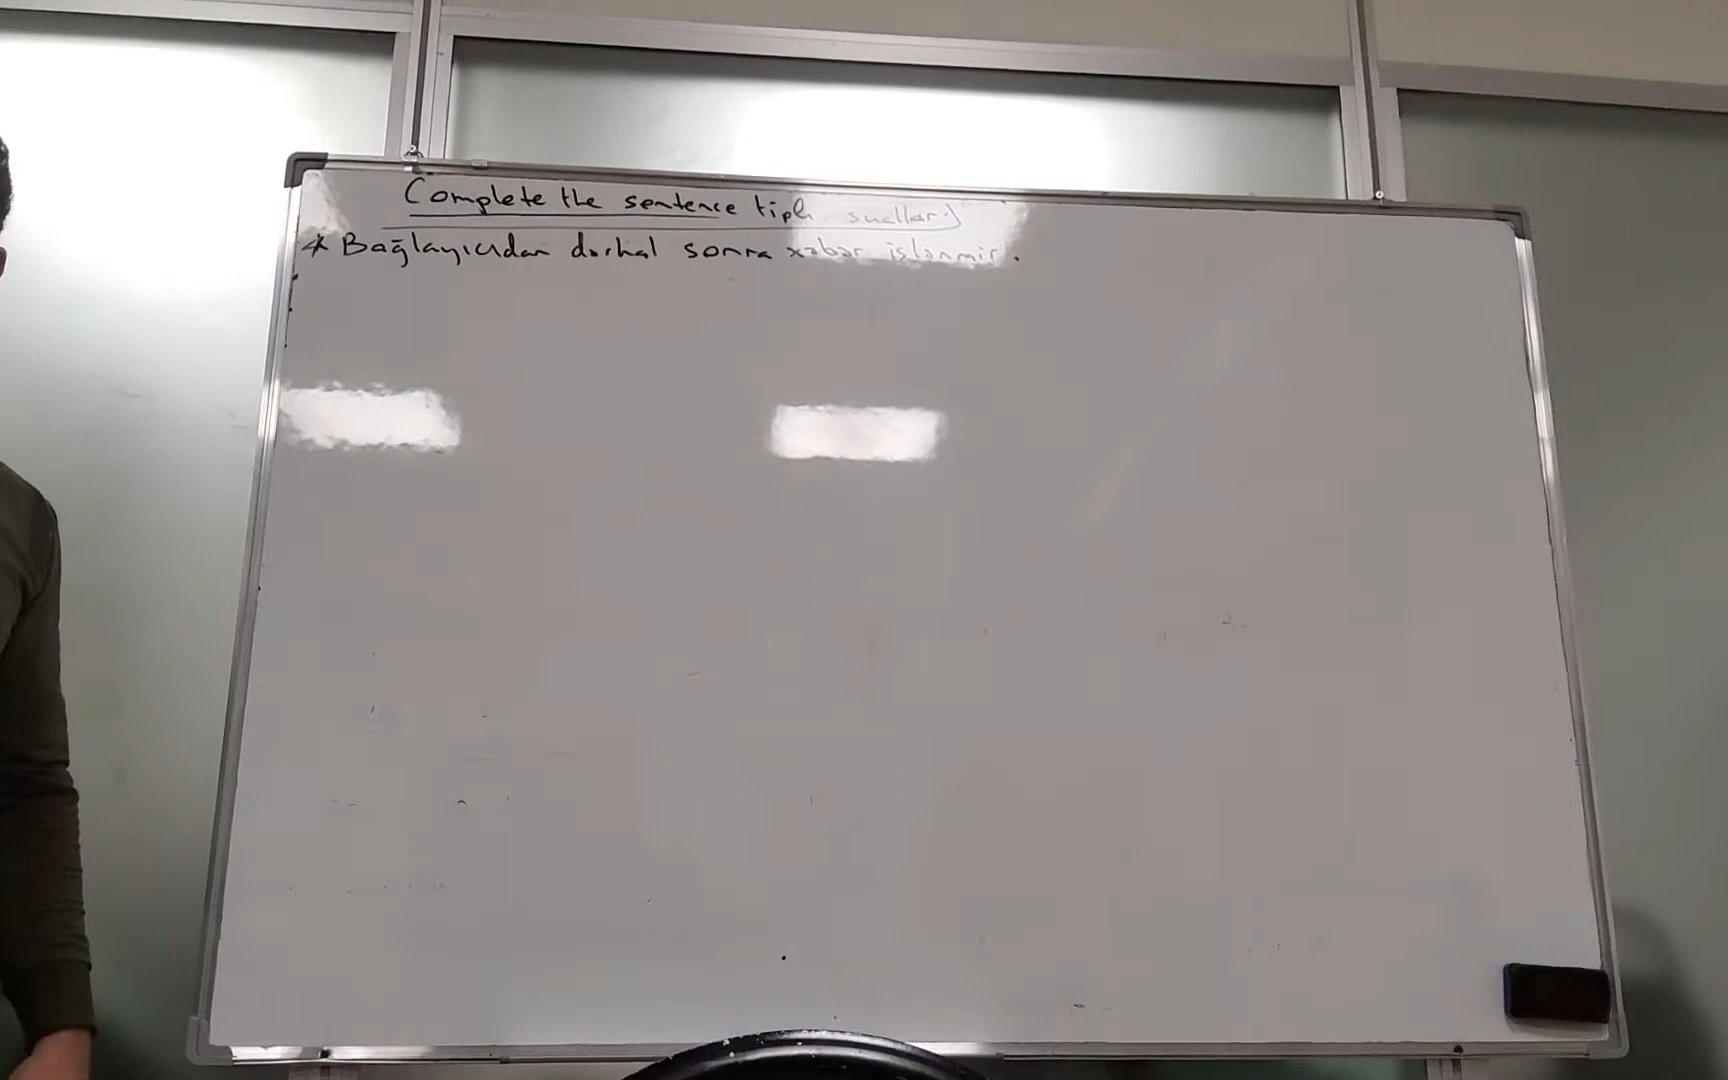 Complete the sentence tipli suallar:)
* Bağlayıcıdan dərhal sonra xəbər işlənmir.